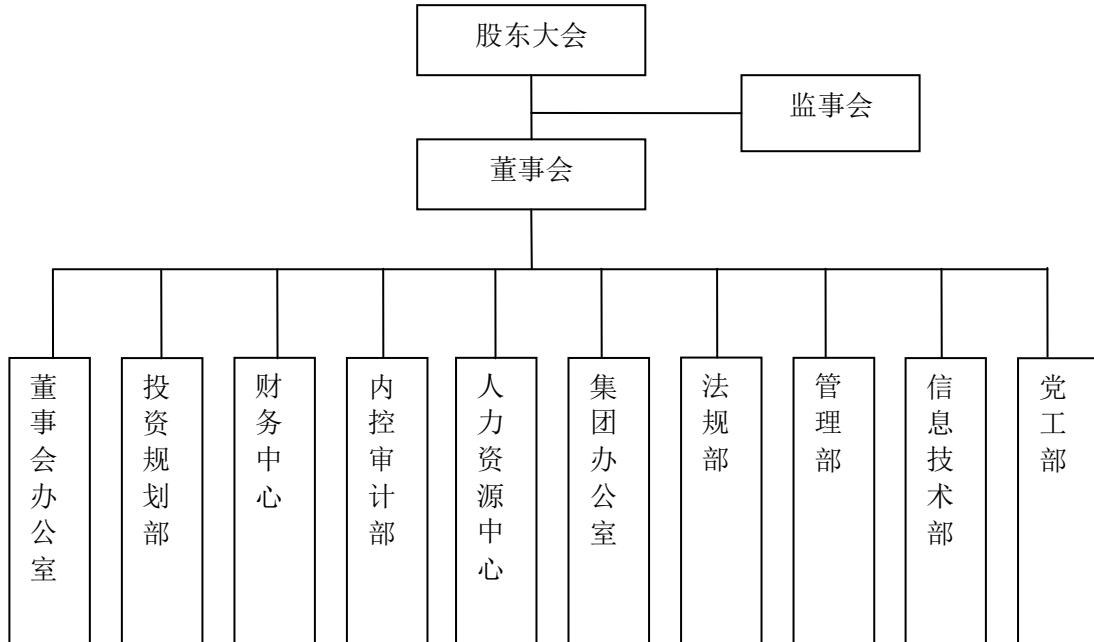 股东大会
监事会
董事会
董事会办公室
投资规划部
财务中心
内控审计部
人力资源中心
集团办公室
法规部
管理部
信息技术部
党工部